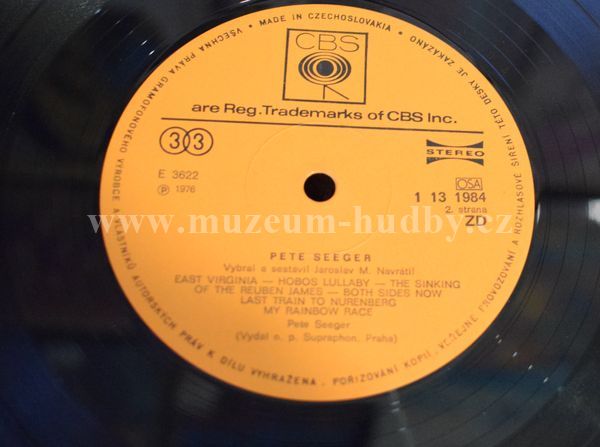 MADE IN CZECHOSLOVAKIA
VŠECHNA PRÁVA GRAMOFONOVÉHO VÝROBCE A VLASTNÍKŮ AUTORSKÝCH PRÁV K DÍLU VYHRAŽENA. POŘIZOVÁNÍ KOPIÍ, VEŘEJNÉ PROVOZOVÁNÍ A ROZHLASOVÉ ŠÍŘENÍ TÉTO DESKY JE ZAKÁZÁNO
CBS
are Reg. Trademarks of CBS Inc.
33
STEREO
E 3622
Ⓟ 1976
OSA
1 13 1984
2. strana
ZD
www.muzeum-hudby.cz
PETE SEEGER
Vybral a sestavil Jaroslav M. Navrátil
EAST VIRGINIA — HOBOS LULLABY — THE SINKING
OF THE REUBEN JAMES — BOTH SIDES NOW
LAST TRAIN TO NURENBERG
MY RAINBOW RACE
Pete Seeger
(Vydal n. p. Supraphon, Praha)